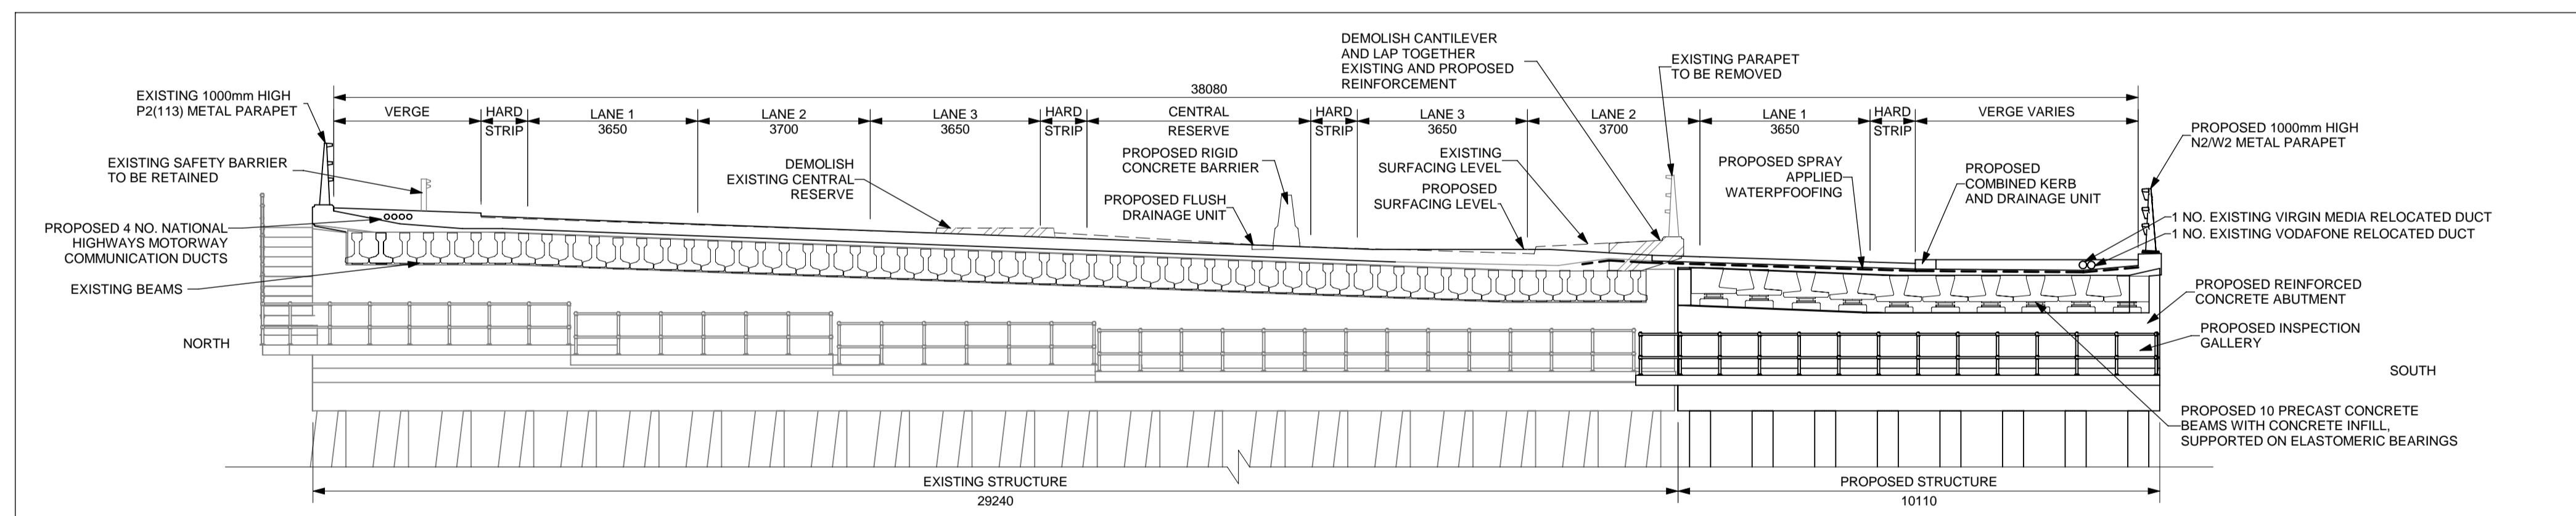 DEMOLISH CANTILEVER
AND LAP TOGETHER
EXISTING AND PROPOSED
REINFORCEMENT
EXISTING PARAPET
TO BE REMOVED
EXISTING 1000mm HIGH
P2(113) METAL PARAPET
38080
VERGE
HARD
STRIP
LANE 1
3650
LANE 2
3700
LANE 3
3650
HARD
STRIP
CENTRAL
RESERVE
HARD
STRIP
LANE 3
3650
LANE 2
3700
LANE 1
3650
HARD
STRIP
VERGE VARIES
PROPOSED 1000mm HIGH
N2/W2 METAL PARAPET
EXISTING SAFETY BARRIER
TO BE RETAINED
DEMOLISH
EXISTING CENTRAL
RESERVE
PROPOSED RIGID
CONCRETE BARRIER
EXISTING
SURFACING LEVEL
PROPOSED SPRAY
APPLIED
WATERPFOOFING
PROPOSED
COMBINED KERB
AND DRAINAGE UNIT
PROPOSED FLUSH
DRAINAGE UNIT
PROPOSED
SURFACING LEVEL
1 NO. EXISTING VIRGIN MEDIA RELOCATED DUCT
1 NO. EXISTING VODAFONE RELOCATED DUCT
PROPOSED 4 NO. NATIONAL
HIGHWAYS MOTORWAY
COMMUNICATION DUCTS
EXISTING BEAMS
PROPOSED REINFORCED
CONCRETE ABUTMENT
PROPOSED INSPECTION
GALLERY
NORTH
SOUTH
PROPOSED 10 PRECAST CONCRETE
BEAMS WITH CONCRETE INFILL,
SUPPORTED ON ELASTOMERIC BEARINGS
EXISTING STRUCTURE
29240
PROPOSED STRUCTURE
10110